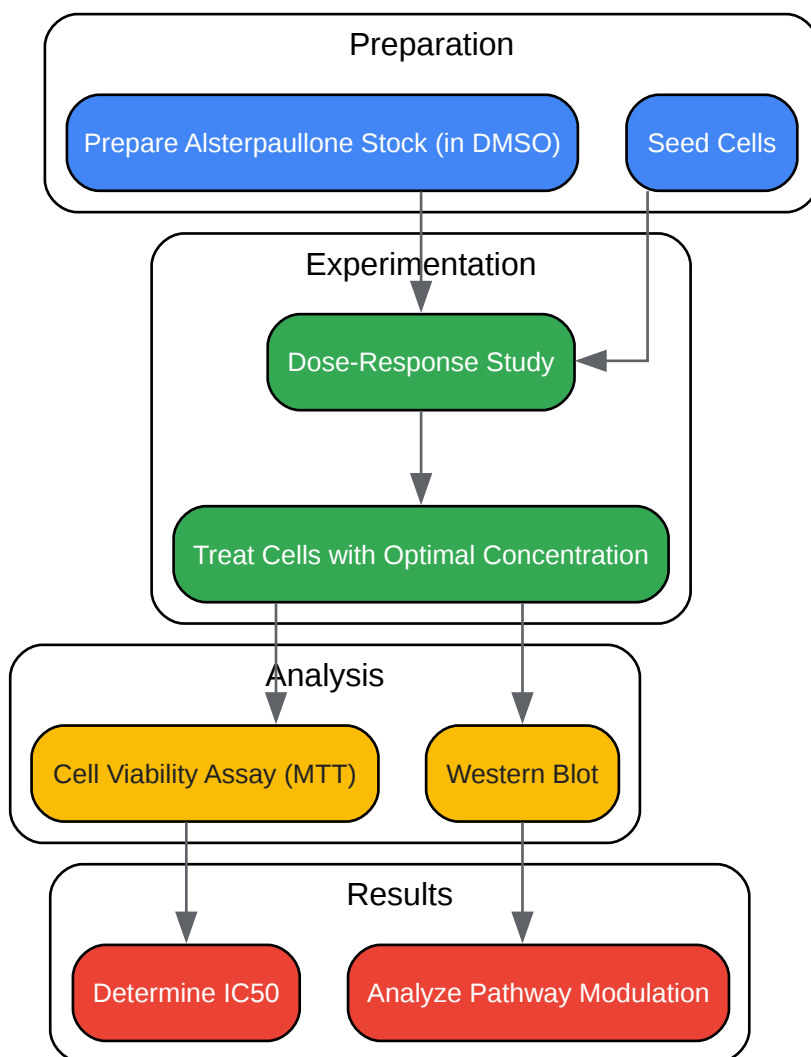 Preparation
Prepare Alsterpaullone Stock (in DMSO)
Seed Cells
Experimentation
Dose-Response Study
Treat Cells with Optimal Concentration
Analysis
Cell Viability Assay (MTT)
Western Blot
Results
Determine IC50
Analyze Pathway Modulation